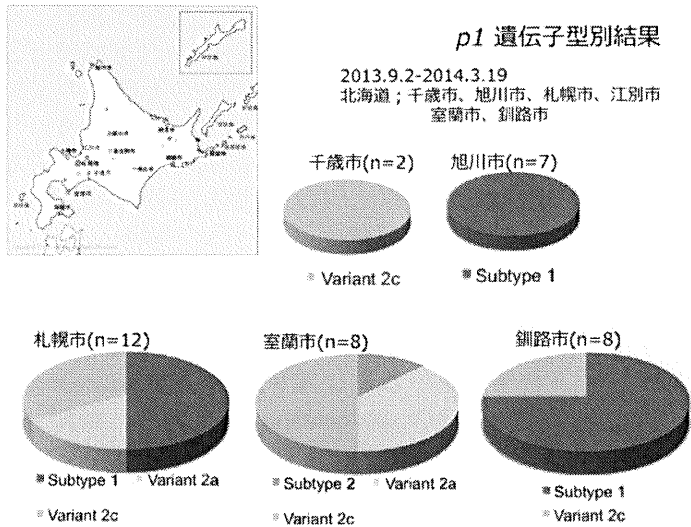 p1 遺伝子型別結果
2013.9.2-2014.3.19
北海道；千歳市、旭川市、札幌市、江別市
室蘭市、釧路市
千歳市(n=2)
旭川市(n=7)
Variant 2c
Subtype 1
札幌市(n=12)
室蘭市(n=8)
釧路市(n=8)
Subtype 1
Variant 2a
Variant 2c
Subtype 2
Variant 2a
Variant 2c
Subtype 1
Variant 2c